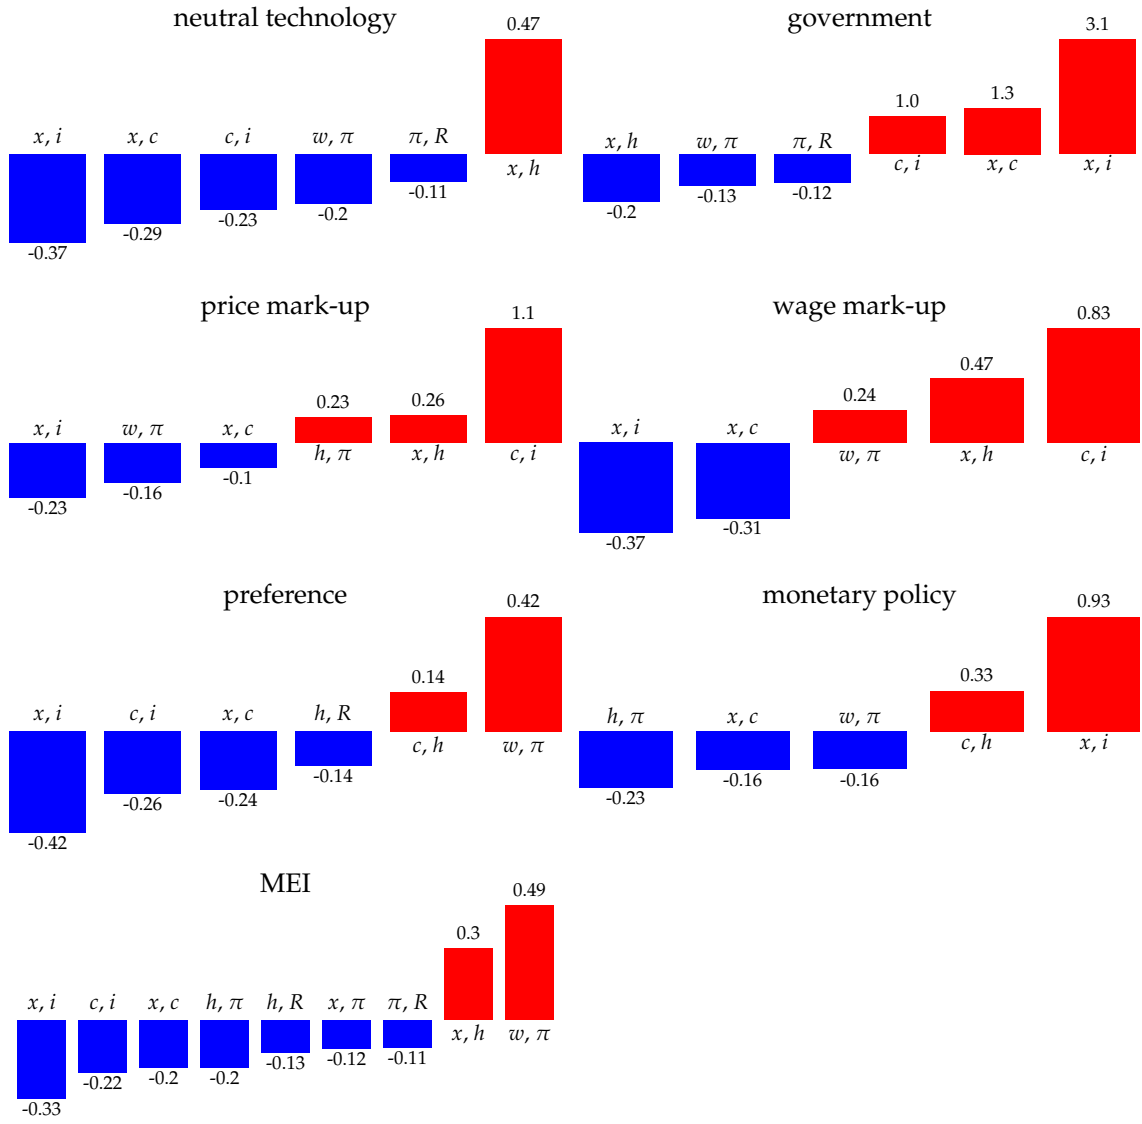 neutral technology
0.47
x, i x, c c, i w, π π, R
x, h
-0.37 -0.29 -0.23 -0.2 -0.11
government
3.1
1.0 1.3
x, h w, π π, R
c, i x, c x, i
-0.2 -0.13 -0.12
price mark-up
1.1
0.23 0.26
x, i w, π x, c
h, π x, h c, i
-0.23 -0.16 -0.1
wage mark-up
0.83
0.24 0.47
x, i x, c
w, π x, h c, i
-0.37 -0.31
preference
0.42
0.14
x, i c, i x, c h, R
c, h w, π
-0.42 -0.26 -0.24 -0.14
monetary policy
0.93
0.33
h, π x, c w, π
c, h x, i
-0.23 -0.16 -0.16
MEI
0.49
0.3
x, i c, i x, c h, π h, R x, π π, R
x, h w, π
-0.33 -0.22 -0.2 -0.2 -0.13 -0.12 -0.11